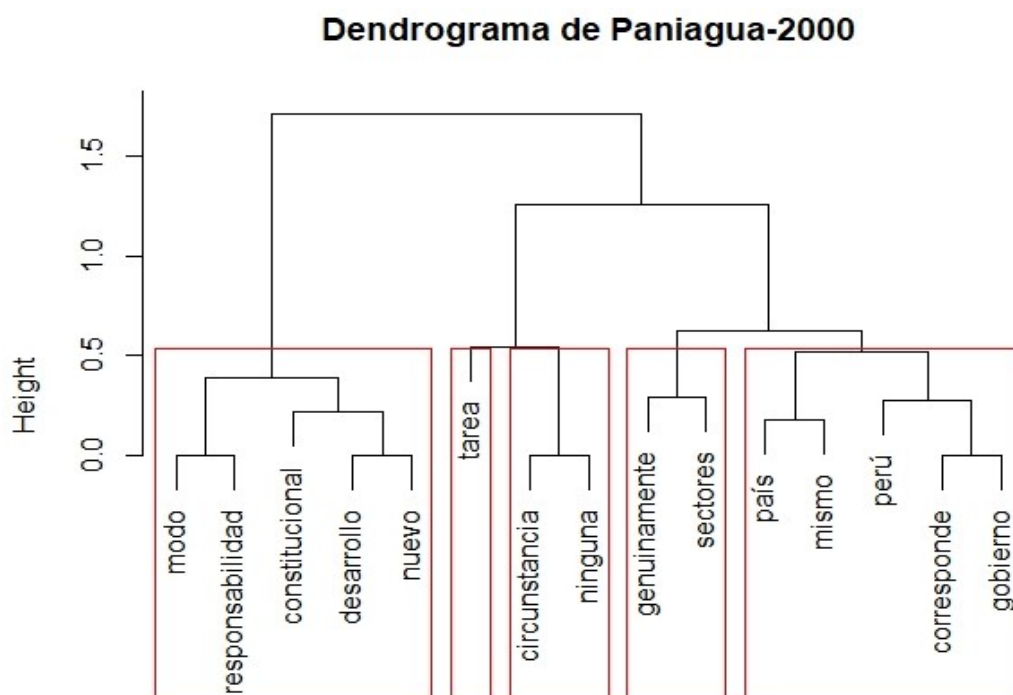 Dendrograma de Paniagua-2000
Height
1.5
1.0
0.5
0.0
modo
responsabilidad
constitucional
desarrollo
nuevo
tarea
circunstancia
ninguna
genuinamente
sectores
país
mismo
perú
corresponde
gobierno